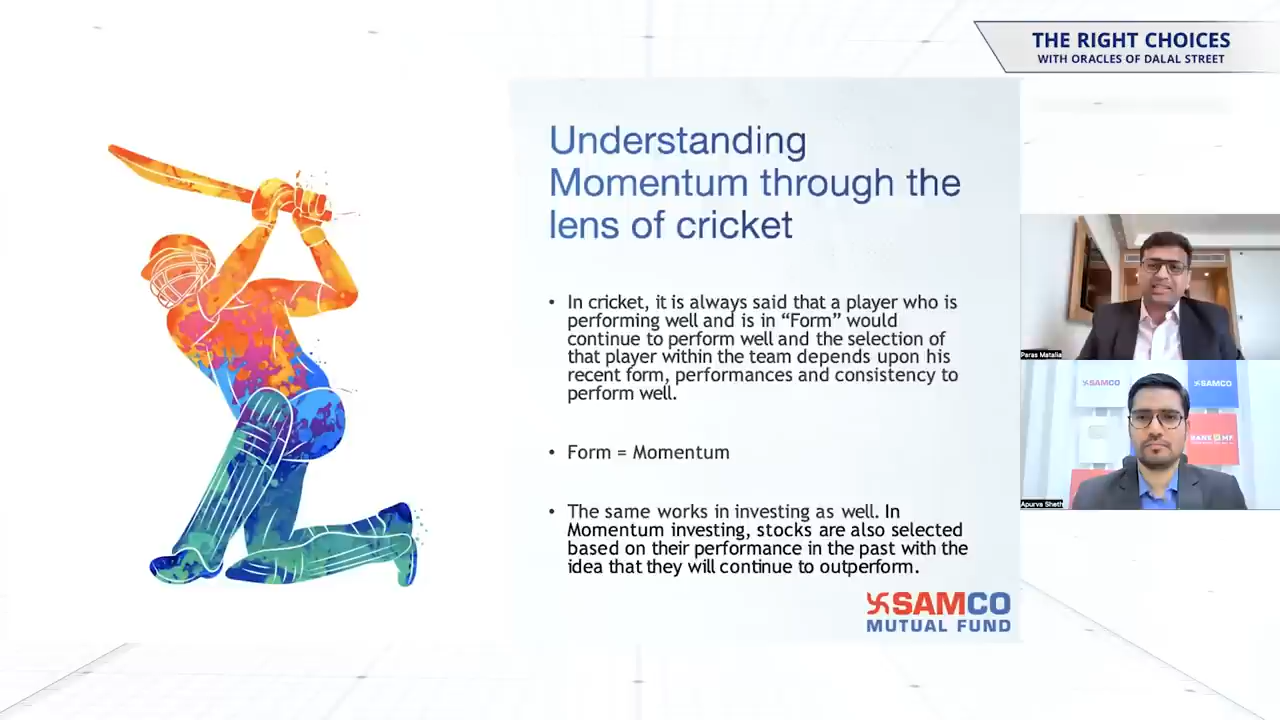 THE RIGHT CHOICES
WITH ORACLES OF DALAL STREET
Understanding
Momentum through the
lens of cricket
• In cricket, it is always said that a player who is
performing well and is in “Form” would
continue to perform well and the selection of
that player within the team depends upon his
recent form, performances and consistency to
perform well.
• Form = Momentum
• The same works in investing as well. In
Momentum investing, stocks are also selected
based on their performance in the past with the
idea that they will continue to outperform.
SAMCO
MUTUAL FUND
Paras Matalia
SAMCO
SAMCO
Apurva Sheth